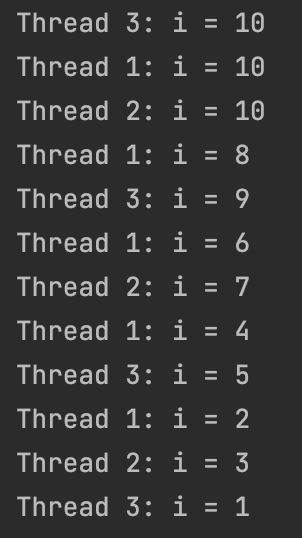 Thread 3: i = 10
Thread 1: i = 10
Thread 2: i = 10
Thread 1: i = 8
Thread 3: i = 9
Thread 1: i = 6
Thread 2: i = 7
Thread 1: i = 4
Thread 3: i = 5
Thread 1: i = 2
Thread 2: i = 3
Thread 3: i = 1